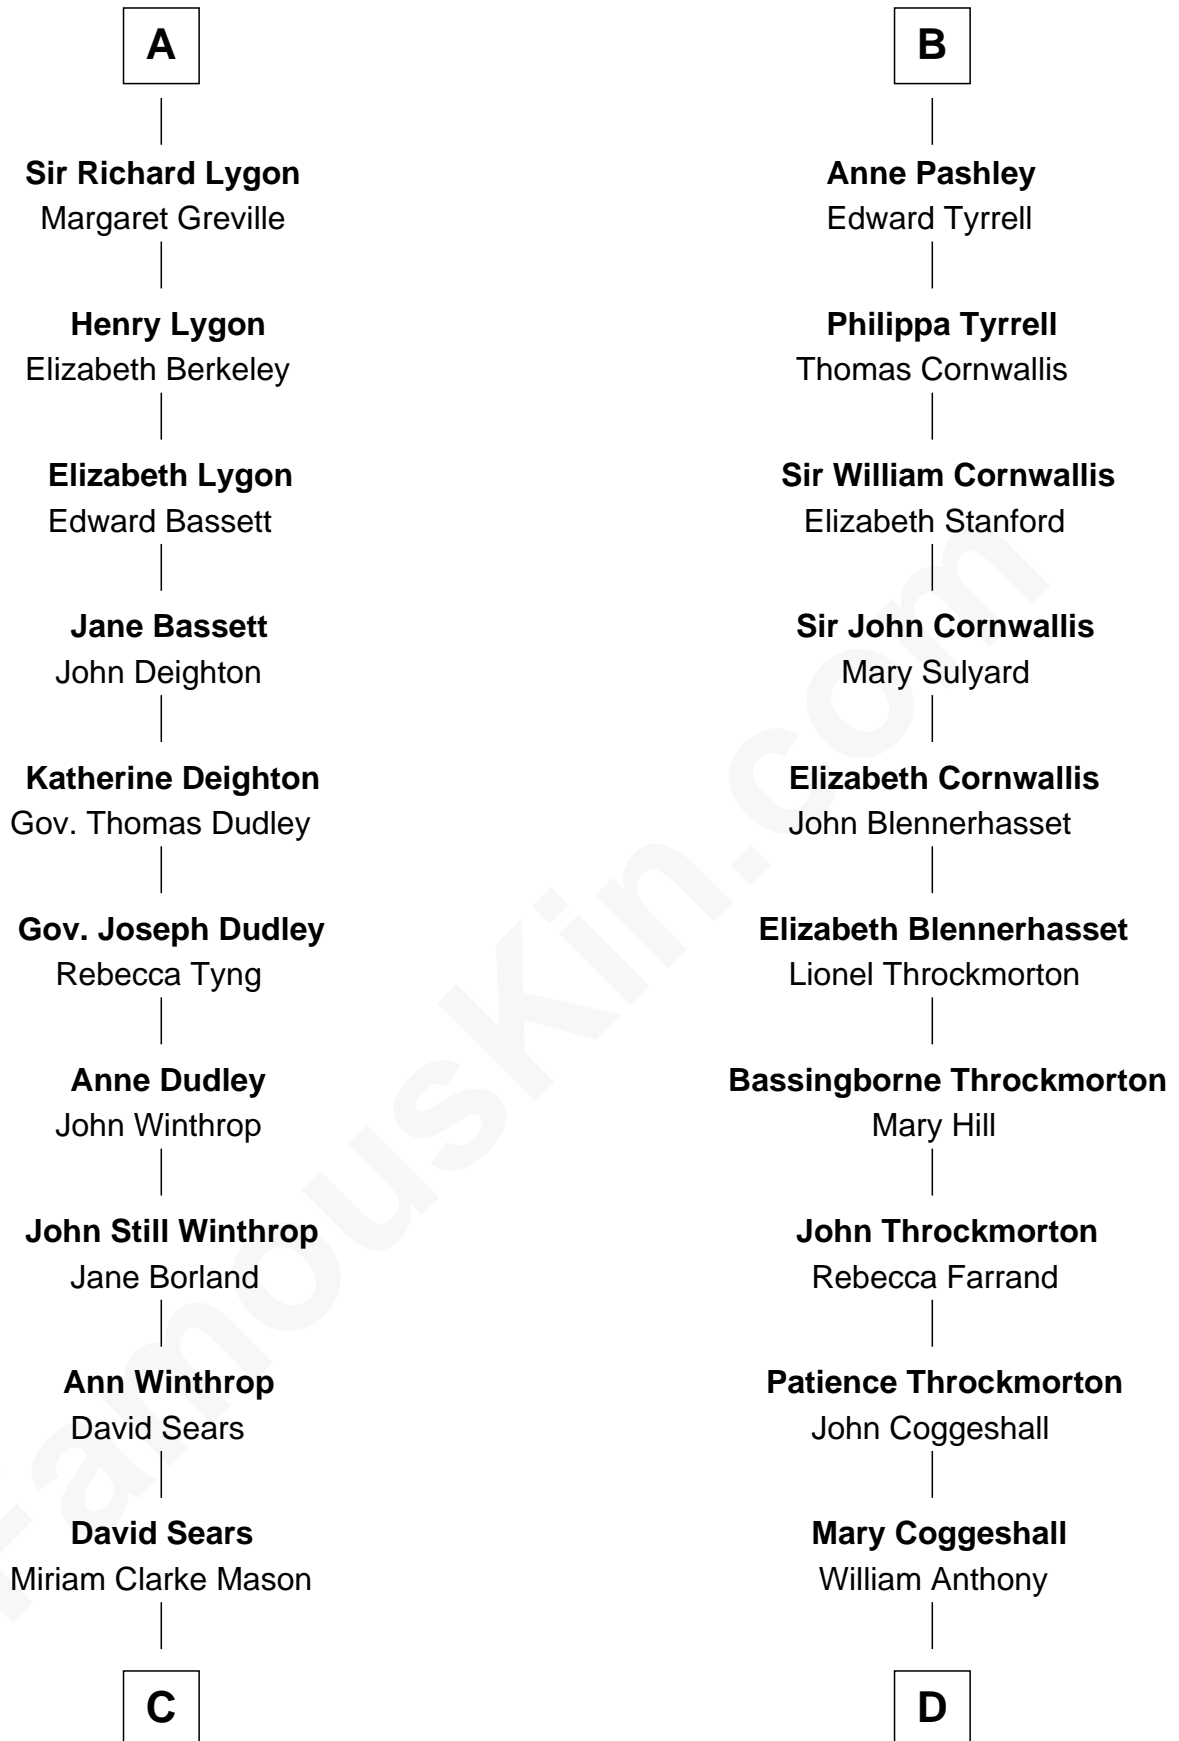 A
Sir Richard Lygon
Margaret Greville
Henry Lygon
Elizabeth Berkeley
Elizabeth Lygon
Edward Bassett
Jane Bassett
John Deighton
Katherine Deighton
Gov. Thomas Dudley
Gov. Joseph Dudley
Rebecca Tyng
Anne Dudley
John Winthrop
John Still Winthrop
Jane Borland
Ann Winthrop
David Sears
David Sears
Miriam Clarke Mason
C
B
Anne Pashley
Edward Tyrrell
Philippa Tyrrell
Thomas Cornwallis
Sir William Cornwallis
Elizabeth Stanford
Sir John Cornwallis
Mary Sulyard
Elizabeth Cornwallis
John Blennerhasset
Elizabeth Blennerhasset
Lionel Throckmorton
Bassingborne Throckmorton
Mary Hill
John Throckmorton
Rebecca Farrand
Patience Throckmorton
John Coggeshall
Mary Coggeshall
William Anthony
D
FamousKin.com